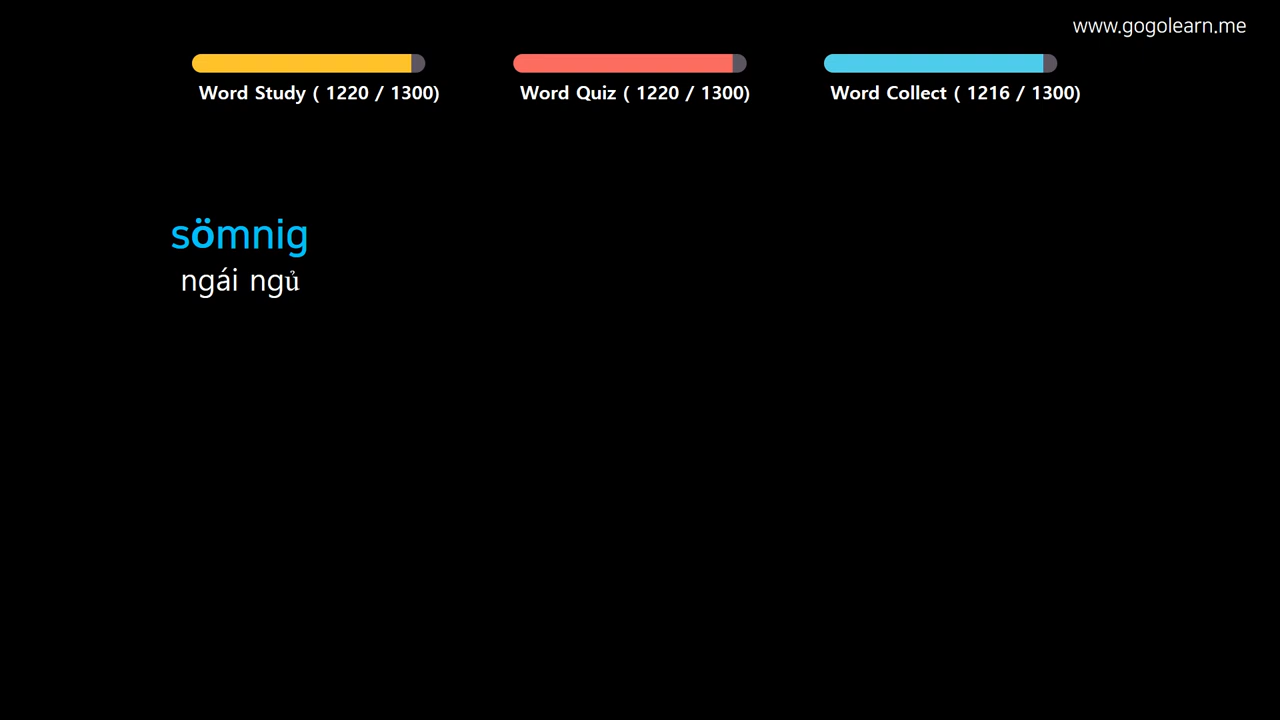 www.gogolearn.me
Word Study ( 1220 / 1300)
Word Quiz ( 1220 / 1300)
Word Collect ( 1216 / 1300)
sömnig
ngái ngủ